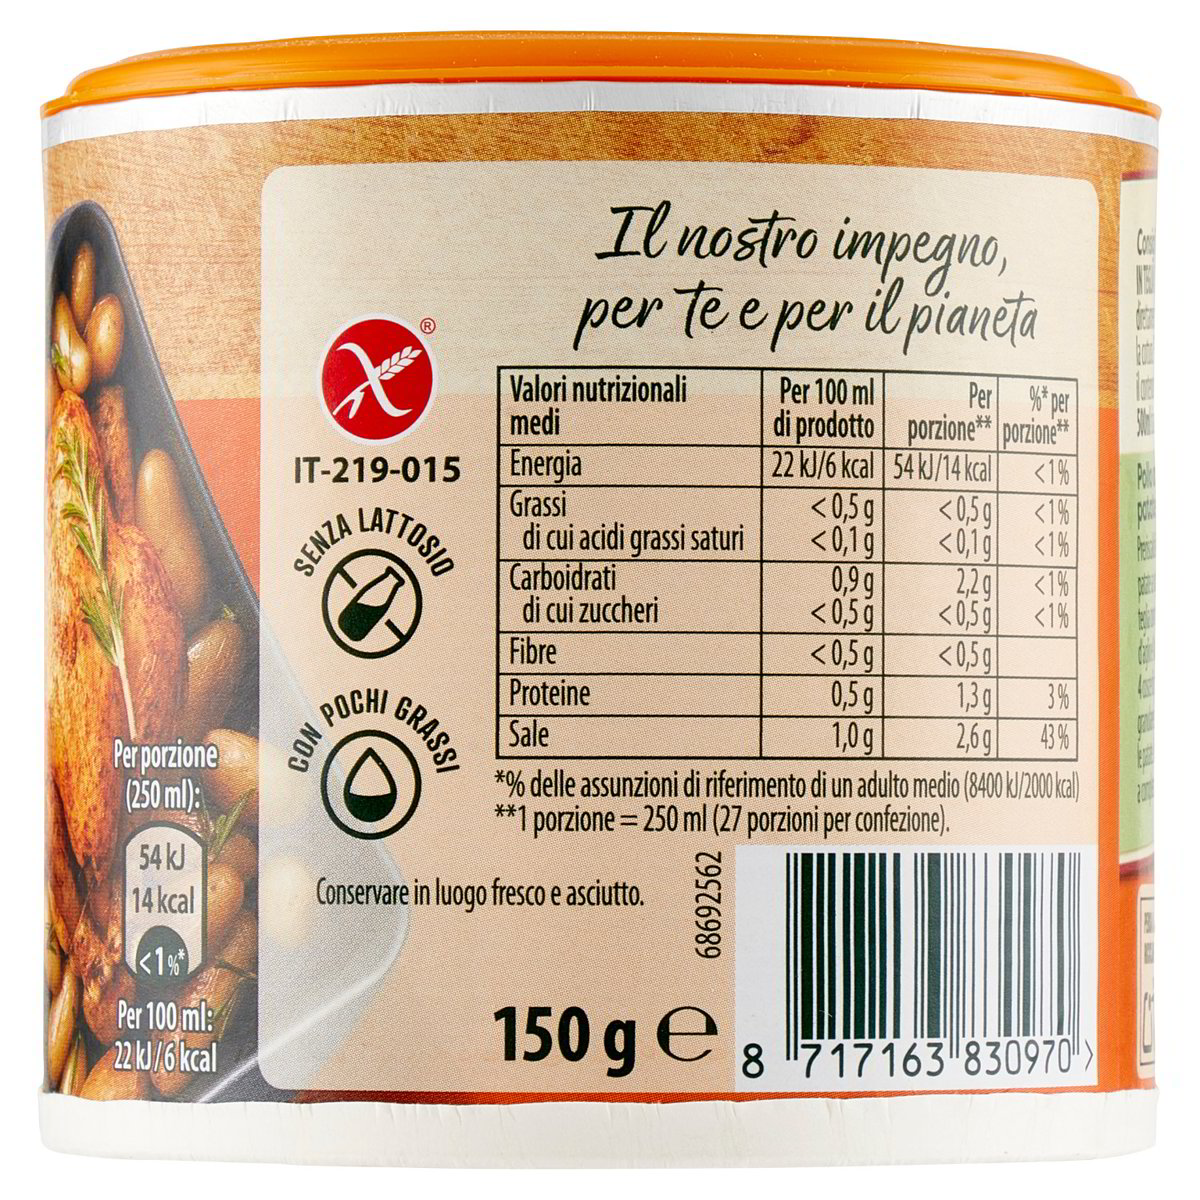 Il nostro impegno,
per te e per il pianeta
®
IT-219-015
SENZA LATTOSIO
CON POCHI GRASSI
Valori nutrizionali medi | Per 100 ml di prodotto | Per porzione** | %* per porzione**
Energia 22 kJ/6 kcal 54 kJ/14 kcal <1%
Grassi <0,5 g <0,5 g <1%
di cui acidi grassi saturi <0,1 g <0,1 g <1%
Carboidrati 0,9 g 2,2 g <1%
di cui zuccheri <0,5 g <0,5 g <1%
Fibre <0,5 g <0,5 g
Proteine 0,5 g 1,3 g 3%
Sale 1,0 g 2,6 g 43%
*% delle assunzioni di riferimento di un adulto medio (8400 kJ/2000 kcal)
**1 porzione = 250 ml (27 porzioni per confezione).
Per porzione
(250 ml):
54 kJ
14 kcal
<1%*
Per 100 ml:
22 kJ/6 kcal
Conservare in luogo fresco e asciutto.
68692562
150 g ℮
8 717163 830970 >